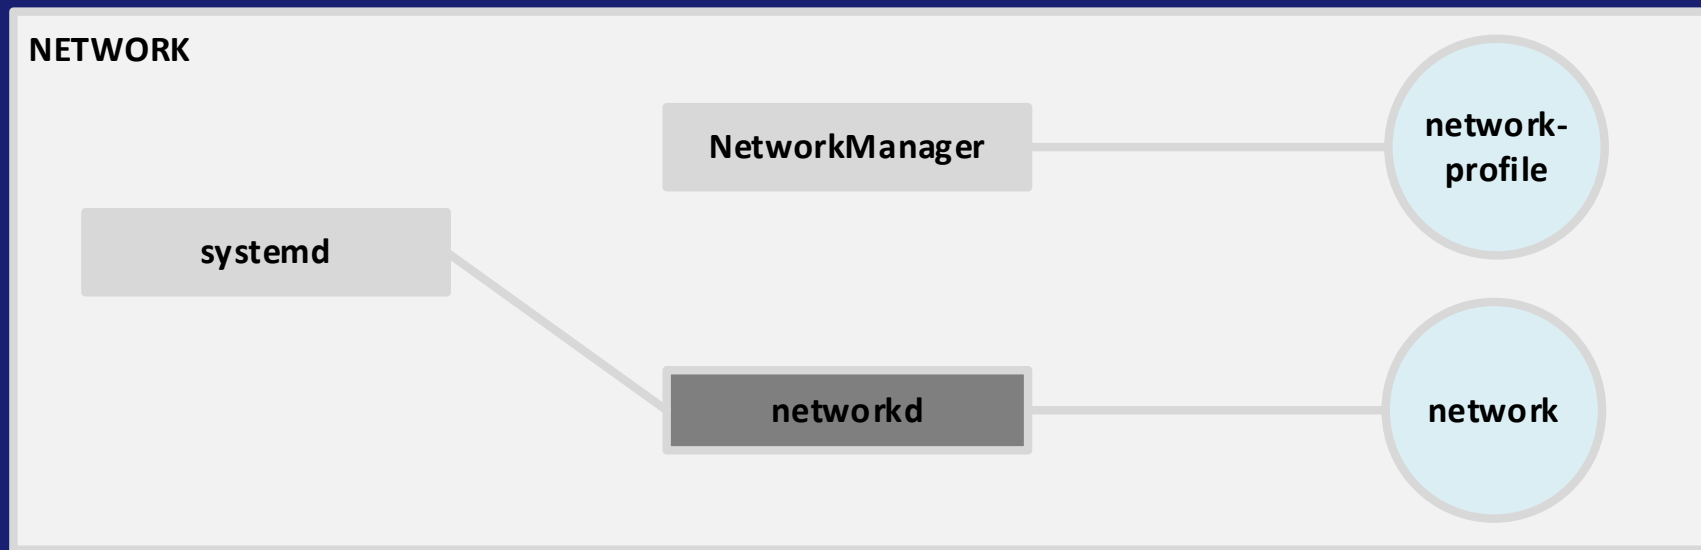 NETWORK
NetworkManager
network-
profile
systemd
networkd
network